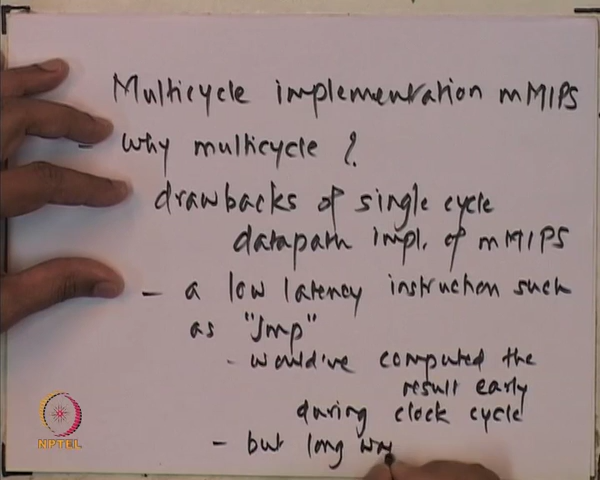 Multicycle implementation mMIPS
- why multicycle ?
drawbacks of single cycle
datapath impl. of mMIPS
- a low latency instruction such
as "Jmp"
- would've computed the
result early
during clock cycle
- but long
NPTEL